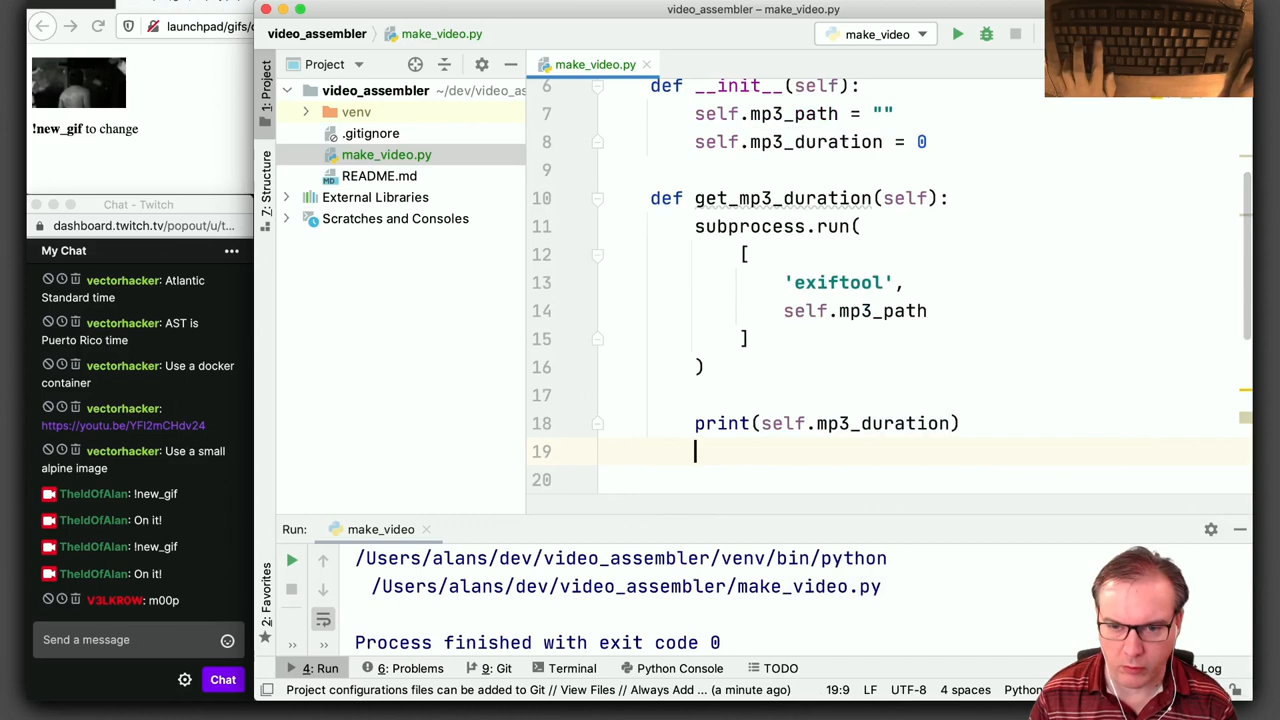 launchpad/gifs/c
!new_gif to change
Chat - Twitch
dashboard.twitch.tv/popout/u/t...
My Chat
vectorhacker: Atlantic
Standard time
vectorhacker: AST is
Puerto Rico time
vectorhacker: Use a docker
container
vectorhacker:
https://youtu.be/YFl2mCHdv24
vectorhacker: Use a small
alpine image
TheIdOfAlan: !new_gif
TheIdOfAlan: On it!
TheIdOfAlan: !new_gif
TheIdOfAlan: On it!
V3LKR0W: m00p
Send a message
Chat
video_assembler – make_video.py
video_assembler
make_video.py
make_video
1: Project
7: Structure
2: Favorites
Project
video_assembler ~/dev/video_as
venv
.gitignore
make_video.py
README.md
External Libraries
Scratches and Consoles
make_video.py
6 def __init__(self):
7 self.mp3_path = ""
8 self.mp3_duration = 0
9
10 def get_mp3_duration(self):
11 subprocess.run(
12 [
13 'exiftool',
14 self.mp3_path
15 ]
16 )
17
18 print(self.mp3_duration)
19
20
Run: make_video
/Users/alans/dev/video_assembler/venv/bin/python
/Users/alans/dev/video_assembler/make_video.py
Process finished with exit code 0
4: Run
6: Problems
9: Git
Terminal
Python Console
TODO
Log
Project configurations files can be added to Git // View Files // Always Add... (a minute ago)
19:9 LF UTF-8 4 spaces Python